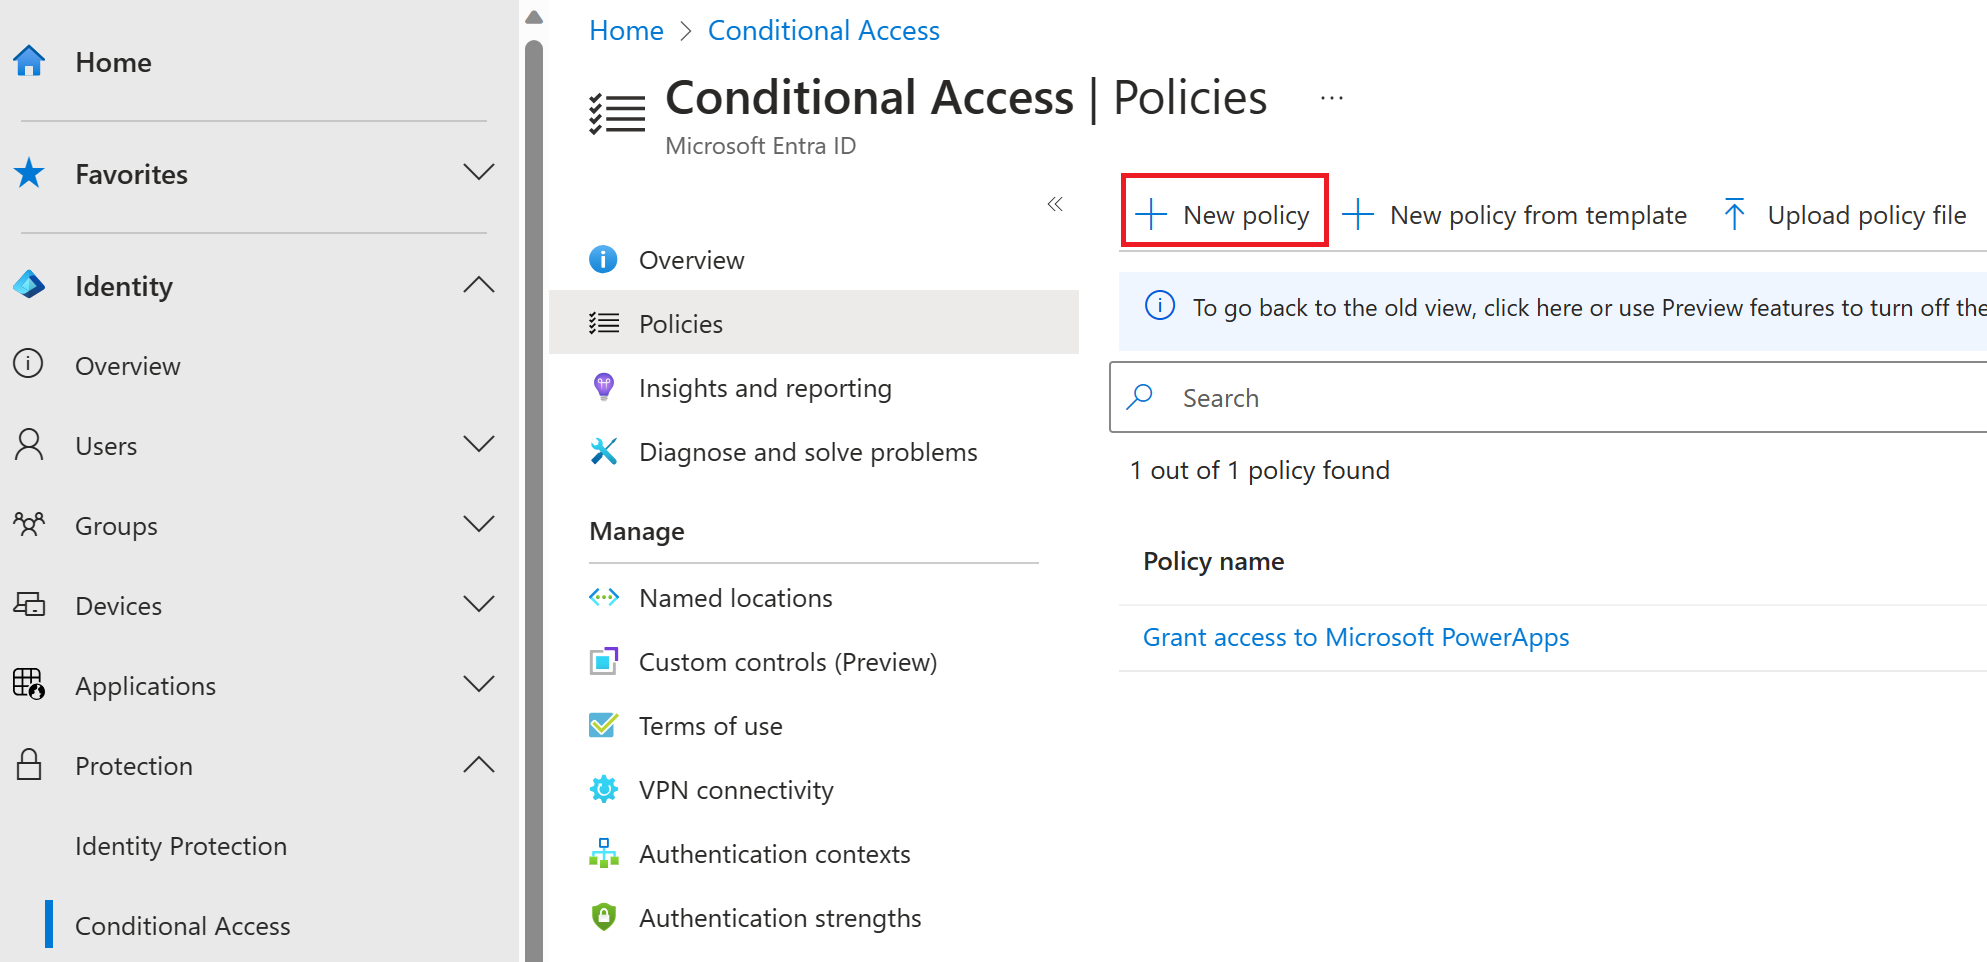 Home
Favorites
Identity
Overview
Users
Groups
Devices
Applications
Protection
Identity Protection
Conditional Access
Home > Conditional Access
Conditional Access | Policies ...
Microsoft Entra ID
Overview
Policies
Insights and reporting
Diagnose and solve problems
Manage
Named locations
Custom controls (Preview)
Terms of use
VPN connectivity
Authentication contexts
Authentication strengths
New policy New policy from template Upload policy file
To go back to the old view, click here or use Preview features to turn off the
Search
1 out of 1 policy found
Policy name
Grant access to Microsoft PowerApps